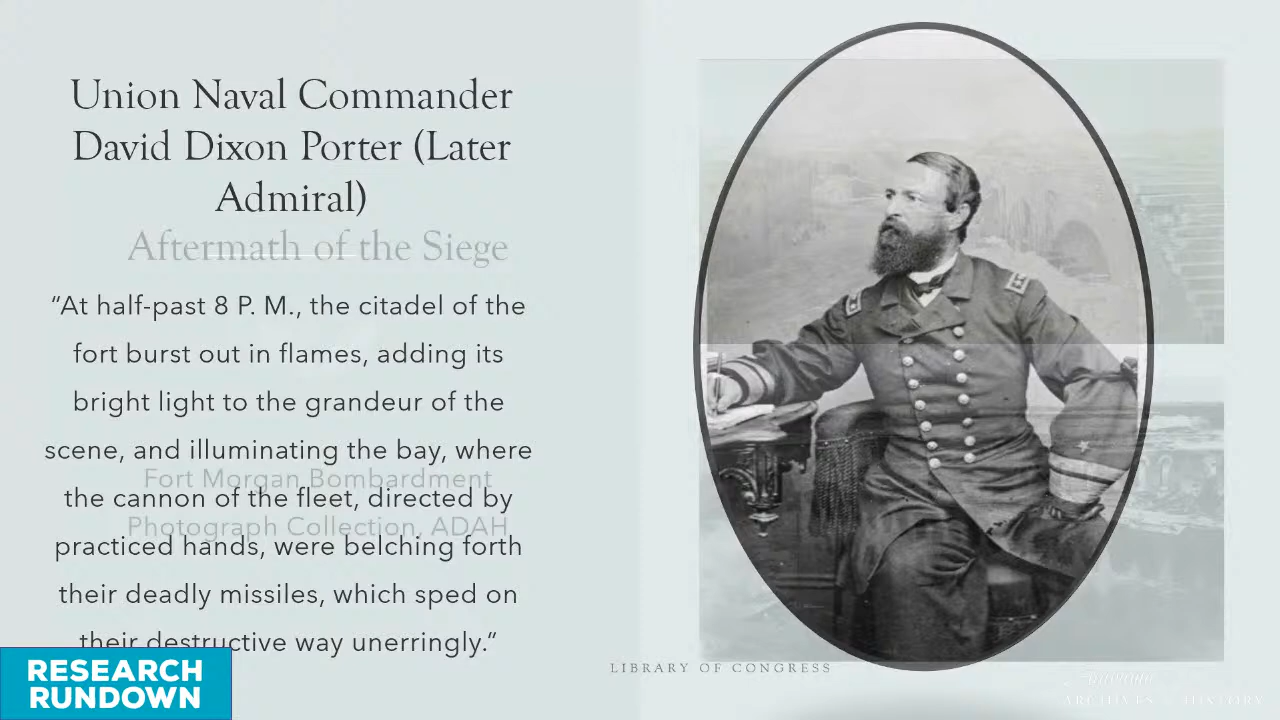 Union Naval Commander
David Dixon Porter (Later
Admiral)
Aftermath of the Siege
“At half-past 8 P. M., the citadel of the
fort burst out in flames, adding its
bright light to the grandeur of the
scene, and illuminating the bay, where
the cannon of the fleet, directed by
practiced hands, were belching forth
their deadly missiles, which sped on
their destructive way unerringly.”
Fort Morgan Bombardment
Photograph Collection, ADAH
RESEARCH
RUNDOWN
LIBRARY OF CONGRESS
ARCHIVES HISTORY